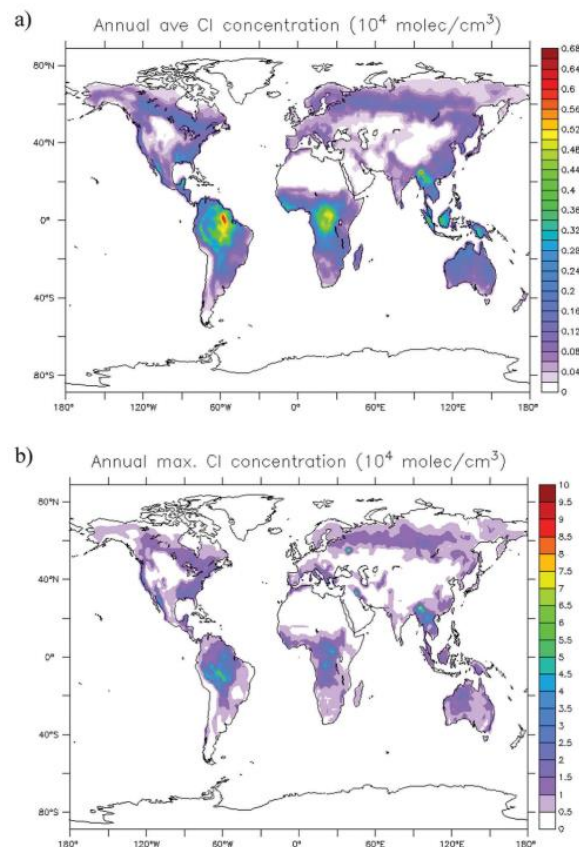 a)
Annual ave CI concentration (10⁴ molec/cm³)
80°N
40°N
0°
40°S
80°S
180°
120°W
60°W
0°
60°E
120°E
180°
0.68
0.64
0.6
0.56
0.52
0.48
0.44
0.4
0.36
0.32
0.28
0.24
0.2
0.16
0.12
0.08
0.04
0
b)
Annual max. CI concentration (10⁴ molec/cm³)
80°N
40°N
0°
40°S
80°S
180°
120°W
60°W
0°
60°E
120°E
180°
10
9.5
9
8.5
8
7.5
7
6.5
6
5.5
5
4.5
4
3.5
3
2.5
2
1.5
1
0.5
0